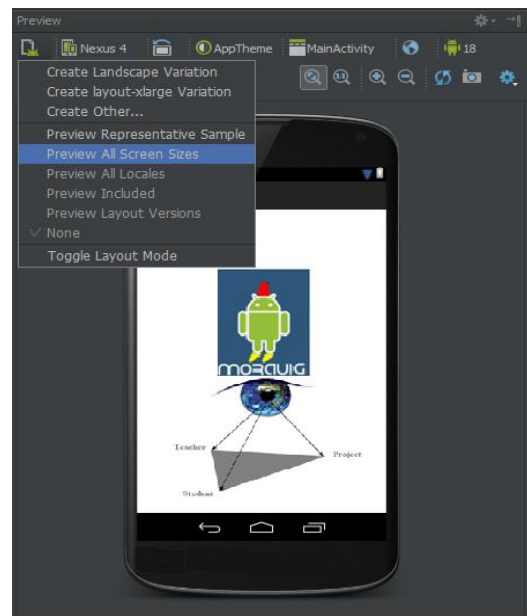 Preview
Nexus 4 AppTheme MainActivity 18
Create Landscape Variation
Create layout-xlarge Variation
Create Other...
Preview Representative Sample
Preview All Screen Sizes
Preview All Locales
Preview Included
Preview Layout Versions
None
Toggle Layout Mode
MORQUIG
Teacher
Project
Student